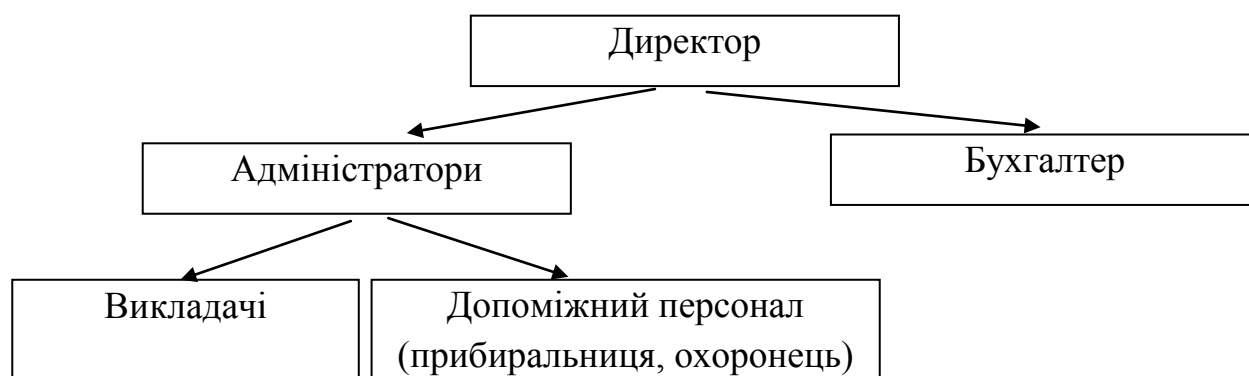 Директор
Адміністратори
Бухгалтер
Викладачі
Допоміжний персонал
(прибиральниця, охоронець)